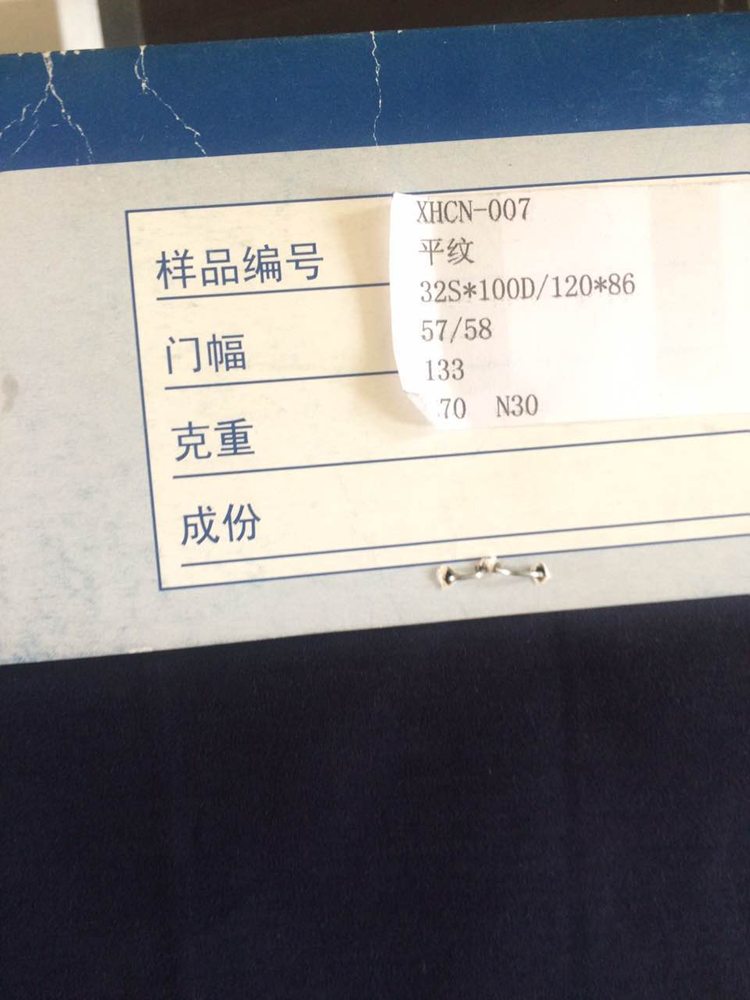 样品编号
门幅
克重
成份
XHCN-007
平纹
32S*100D/120*86
57/58
133
70 N30